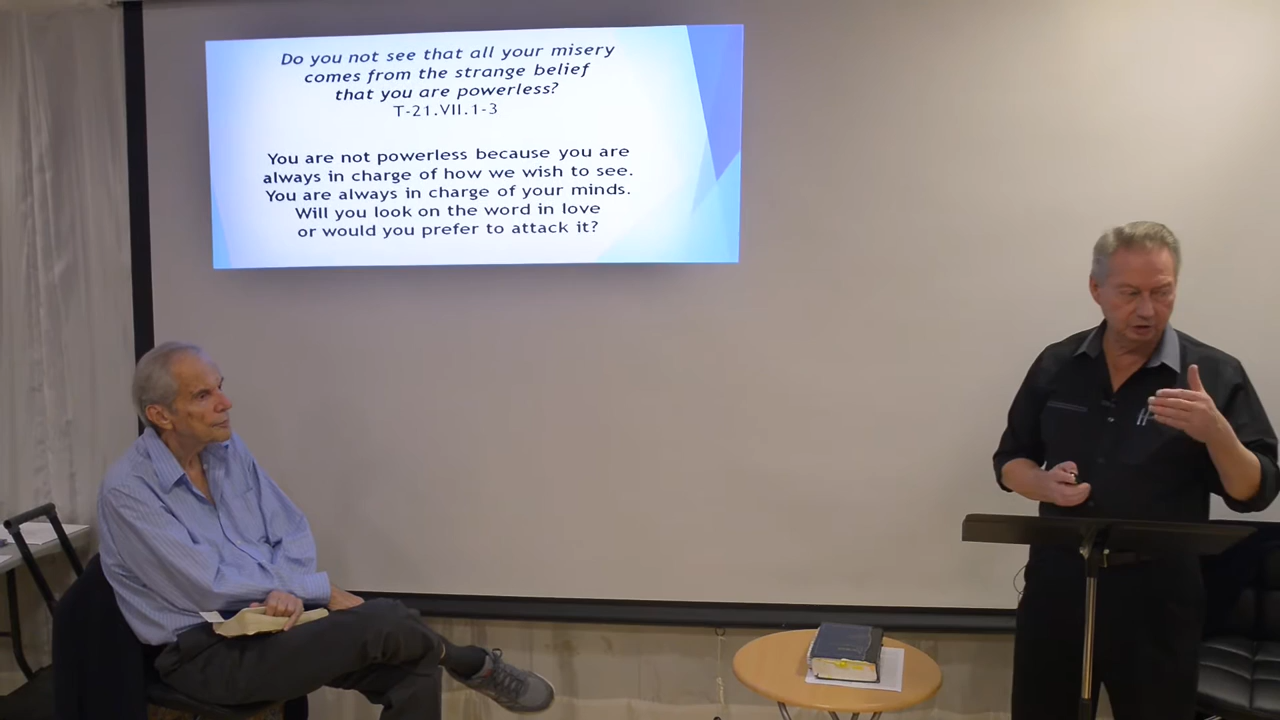 Do you not see that all your misery
comes from the strange belief
that you are powerless?
T-21.VII.1-3
You are not powerless because you are
always in charge of how we wish to see.
You are always in charge of your minds.
Will you look on the word in love
or would you prefer to attack it?